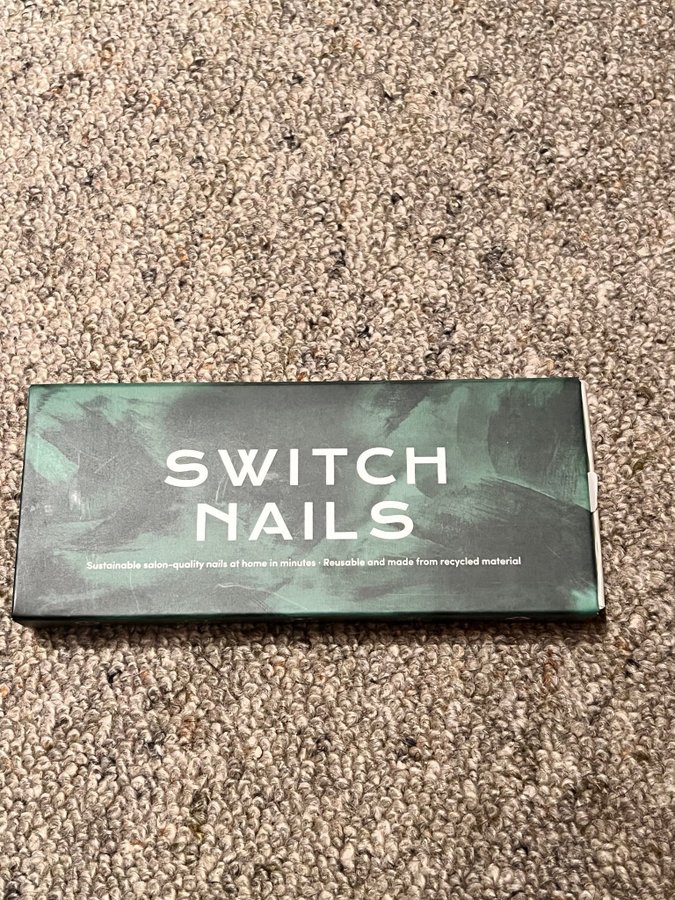 SWITCH
NAILS
Sustainable salon-quality nails at home in minutes · Reusable and made from recycled material